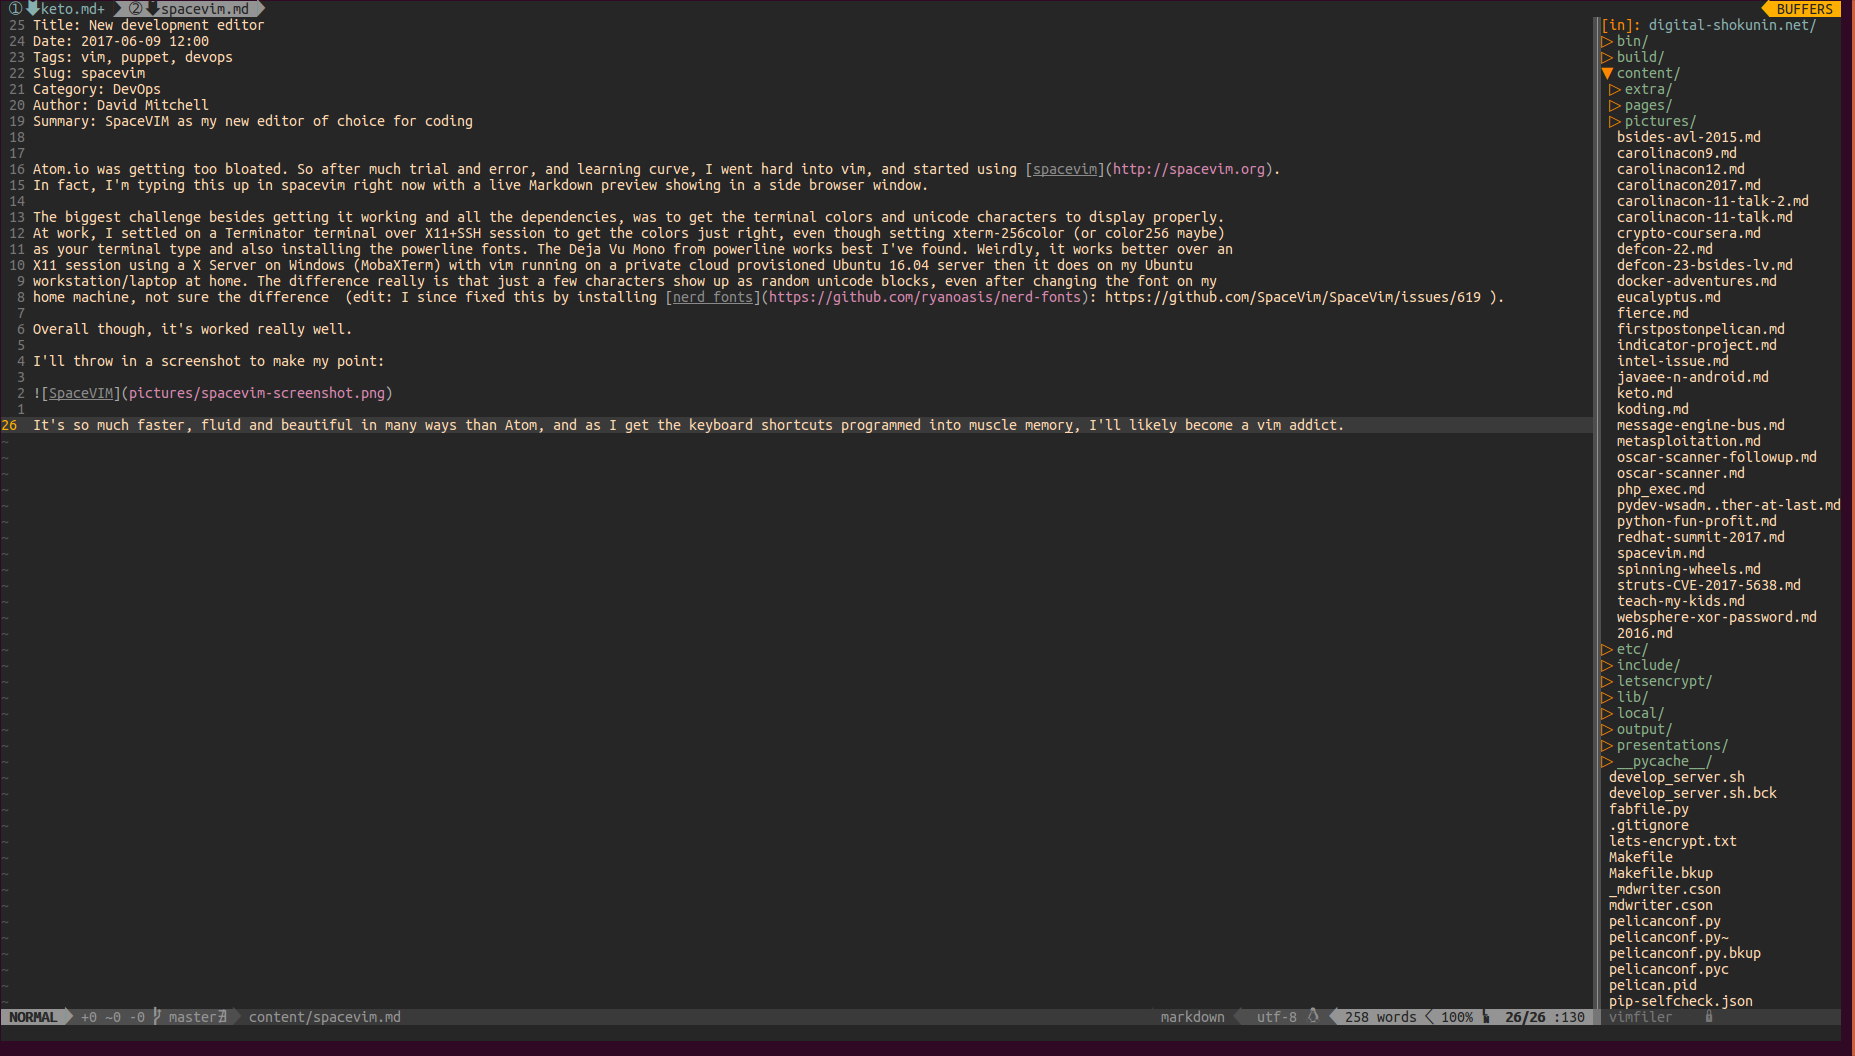 ① keto.md+ ② spacevim.md BUFFERS
25 Title: New development editor
24 Date: 2017-06-09 12:00
23 Tags: vim, puppet, devops
22 Slug: spacevim
21 Category: DevOps
20 Author: David Mitchell
19 Summary: SpaceVIM as my new editor of choice for coding
18
17
16 Atom.io was getting too bloated. So after much trial and error, and learning curve, I went hard into vim, and started using [spacevim](http://spacevim.org).
15 In fact, I'm typing this up in spacevim right now with a live Markdown preview showing in a side browser window.
14
13 The biggest challenge besides getting it working and all the dependencies, was to get the terminal colors and unicode characters to display properly.
12 At work, I settled on a Terminator terminal over X11+SSH session to get the colors just right, even though setting xterm-256color (or color256 maybe)
11 as your terminal type and also installing the powerline fonts. The Deja Vu Mono from powerline works best I've found. Weirdly, it works better over an
10 X11 session using a X Server on Windows (MobaXTerm) with vim running on a private cloud provisioned Ubuntu 16.04 server then it does on my Ubuntu
9 workstation/laptop at home. The difference really is that just a few characters show up as random unicode blocks, even after changing the font on my
8 home machine, not sure the difference  (edit: I since fixed this by installing [nerd fonts](https://github.com/ryanoasis/nerd-fonts): https://github.com/SpaceVim/SpaceVim/issues/619 ).
7
6 Overall though, it's worked really well.
5
4 I'll throw in a screenshot to make my point:
3
2 ![SpaceVIM](pictures/spacevim-screenshot.png)
1
26 It's so much faster, fluid and beautiful in many ways than Atom, and as I get the keyboard shortcuts programmed into muscle memory, I'll likely become a vim addict.
[in]: digital-shokunin.net/
bin/
build/
content/
extra/
pages/
pictures/
bsides-avl-2015.md
carolinacon9.md
carolinacon12.md
carolinacon2017.md
carolinacon-11-talk-2.md
carolinacon-11-talk.md
crypto-coursera.md
defcon-22.md
defcon-23-bsides-lv.md
docker-adventures.md
eucalyptus.md
fierce.md
firstpostonpelican.md
indicator-project.md
intel-issue.md
javaee-n-android.md
keto.md
koding.md
message-engine-bus.md
metasploitation.md
oscar-scanner-followup.md
oscar-scanner.md
php_exec.md
pydev-wsadm..ther-at-last.md
python-fun-profit.md
redhat-summit-2017.md
spacevim.md
spinning-wheels.md
struts-CVE-2017-5638.md
teach-my-kids.md
websphere-xor-password.md
2016.md
etc/
include/
letsencrypt/
lib/
local/
output/
presentations/
__pycache__/
develop_server.sh
develop_server.sh.bck
fabfile.py
.gitignore
lets-encrypt.txt
Makefile
Makefile.bkup
_mdwriter.cson
mdwriter.cson
pelicanconf.py
pelicanconf.py~
pelicanconf.py.bkup
pelicanconf.pyc
pelican.pid
pip-selfcheck.json
NORMAL +0 ~0 -0 master content/spacevim.md markdown utf-8 258 words 100% 26/26 :130 vimfiler